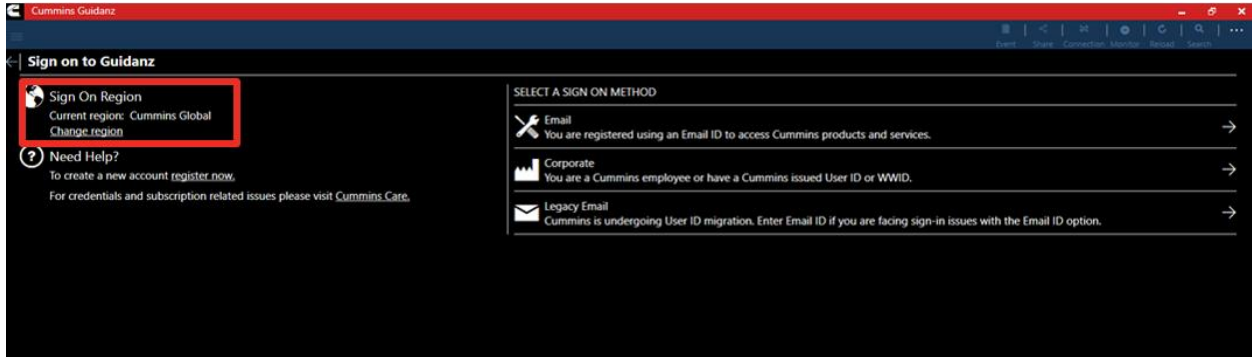 Cummins Guidanz
Event Share Connection Monitor Reload Search
Sign on to Guidanz
Sign On Region
Current region: Cummins Global
Change region
Need Help?
To create a new account register now.
For credentials and subscription related issues please visit Cummins Care.
SELECT A SIGN ON METHOD
Email
You are registered using an Email ID to access Cummins products and services.
Corporate
You are a Cummins employee or have a Cummins issued User ID or WWID.
Legacy Email
Cummins is undergoing User ID migration. Enter Email ID if you are facing sign-in issues with the Email ID option.